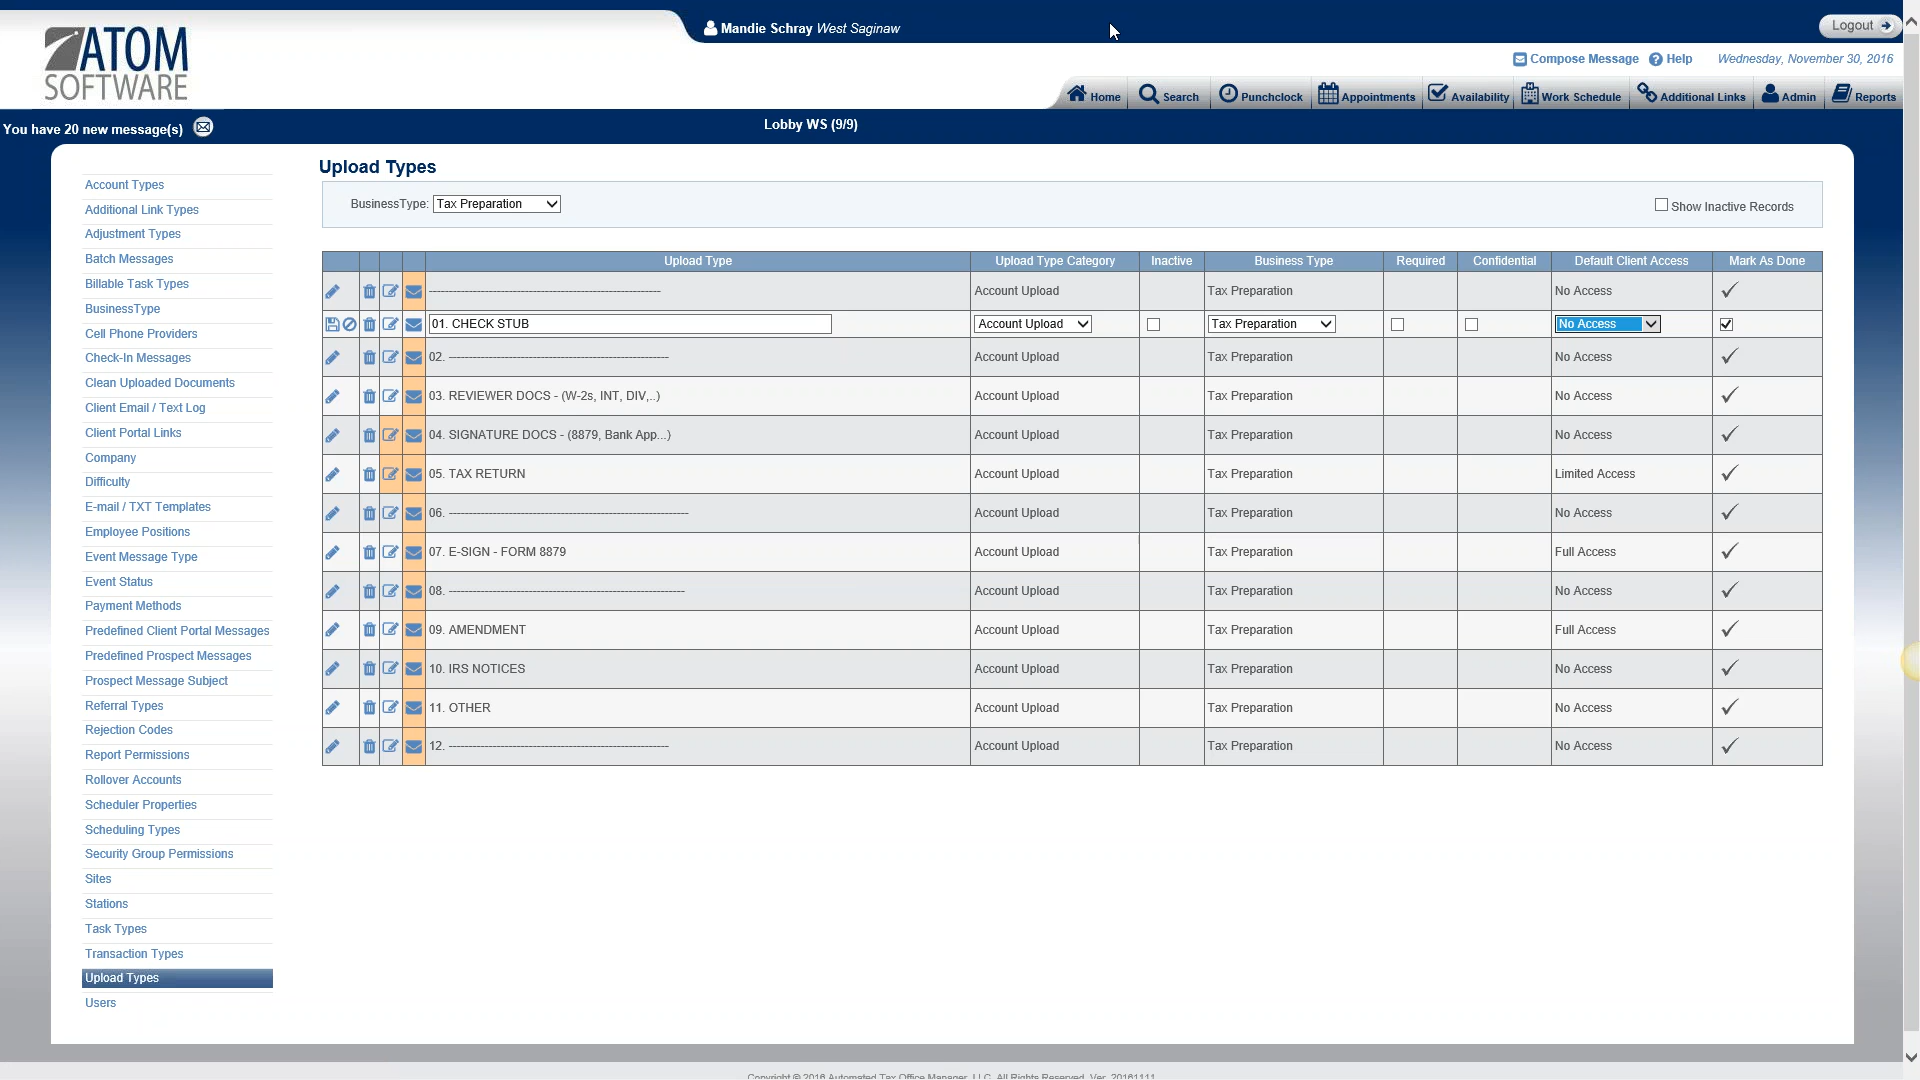 ATOM
SOFTWARE
Mandie Schray West Saginaw
Logout
Compose Message Help Wednesday, November 30, 2016
Home Search Punchclock Appointments Availability Work Schedule Additional Links Admin Reports
You have 20 new message(s)
Lobby WS (9/9)
Account Types
Additional Link Types
Adjustment Types
Batch Messages
Billable Task Types
BusinessType
Cell Phone Providers
Check-In Messages
Clean Uploaded Documents
Client Email / Text Log
Client Portal Links
Company
Difficulty
E-mail / TXT Templates
Employee Positions
Event Message Type
Event Status
Payment Methods
Predefined Client Portal Messages
Predefined Prospect Messages
Prospect Message Subject
Referral Types
Rejection Codes
Report Permissions
Rollover Accounts
Scheduler Properties
Scheduling Types
Security Group Permissions
Sites
Stations
Task Types
Transaction Types
Upload Types
Users
Upload Types
BusinessType: Tax Preparation
Show Inactive Records
Upload Type Upload Type Category Inactive Business Type Required Confidential Default Client Access Mark As Done
---------------------------------------------------------- Account Upload Tax Preparation No Access
01. CHECK STUB Account Upload Tax Preparation No Access
02. ------------------------------------------------------- Account Upload Tax Preparation No Access
03. REVIEWER DOCS - (W-2s, INT, DIV,..) Account Upload Tax Preparation No Access
04. SIGNATURE DOCS - (8879, Bank App...) Account Upload Tax Preparation No Access
05. TAX RETURN Account Upload Tax Preparation Limited Access
06. ------------------------------------------------------------ Account Upload Tax Preparation No Access
07. E-SIGN - FORM 8879 Account Upload Tax Preparation Full Access
08. ----------------------------------------------------------- Account Upload Tax Preparation No Access
09. AMENDMENT Account Upload Tax Preparation Full Access
10. IRS NOTICES Account Upload Tax Preparation No Access
11. OTHER Account Upload Tax Preparation No Access
12. ------------------------------------------------------- Account Upload Tax Preparation No Access
Copyright © 2016 Automated Tax Office Manager, LLC. All Rights Reserved. Ver. 20161111